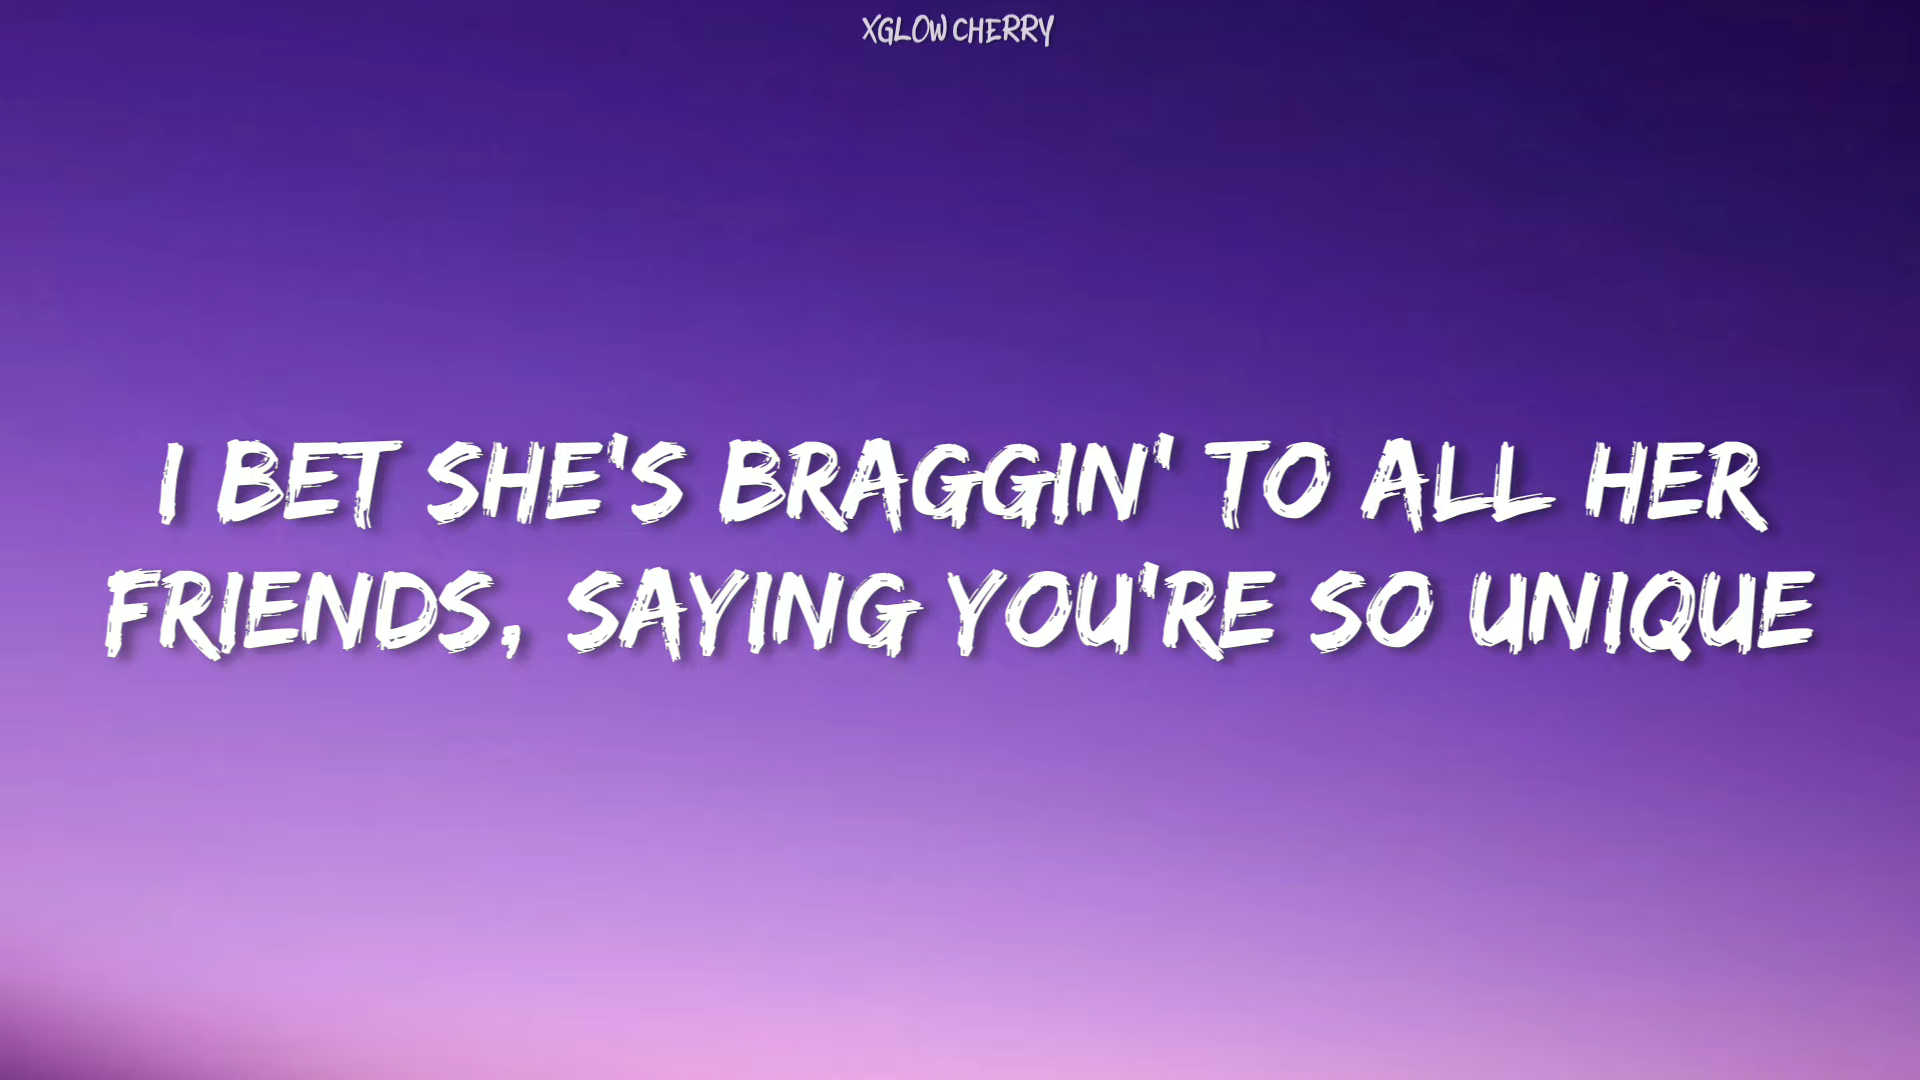 XGLOW CHERRY
I BET SHE'S BRAGGIN' TO ALL HER
FRIENDS, SAYING YOU'RE SO UNIQUE